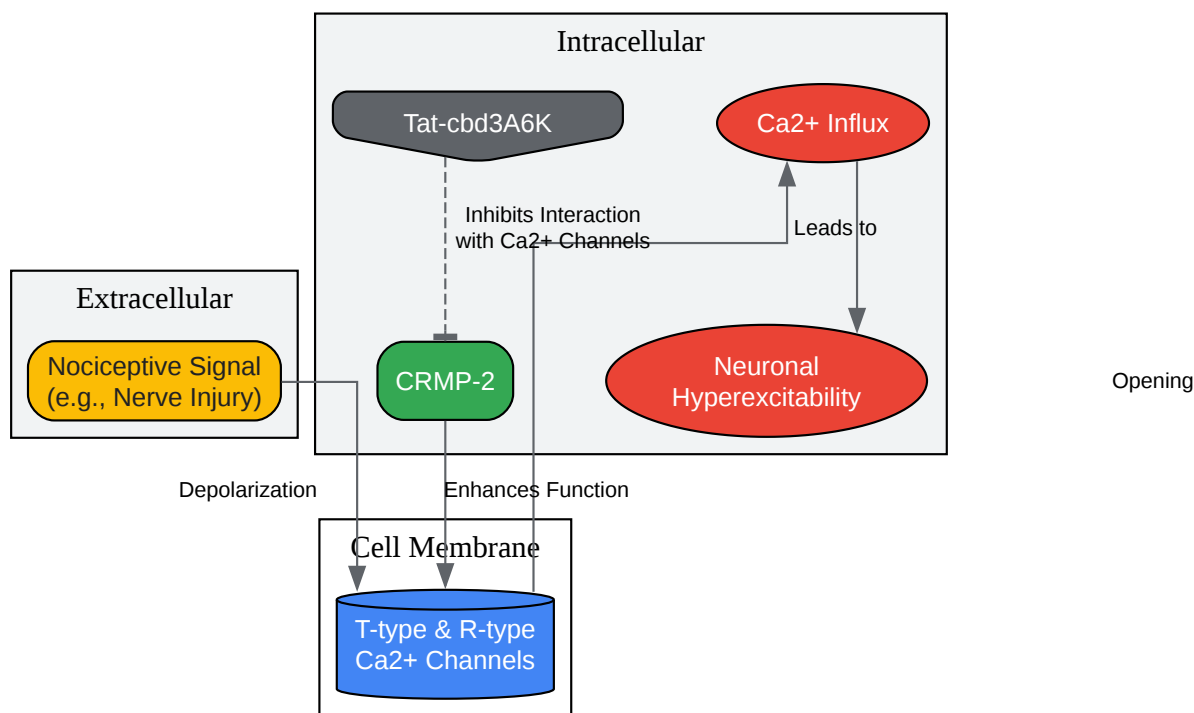 Intracellular
Tat-cbd3A6K
Ca2+ Influx
Inhibits Interaction
with Ca2+ Channels
Leads to
Extracellular
Nociceptive Signal
(e.g., Nerve Injury)
CRMP-2
Neuronal
Hyperexcitability
Opening
Depolarization
Enhances Function
Cell Membrane
T-type & R-type
Ca2+ Channels